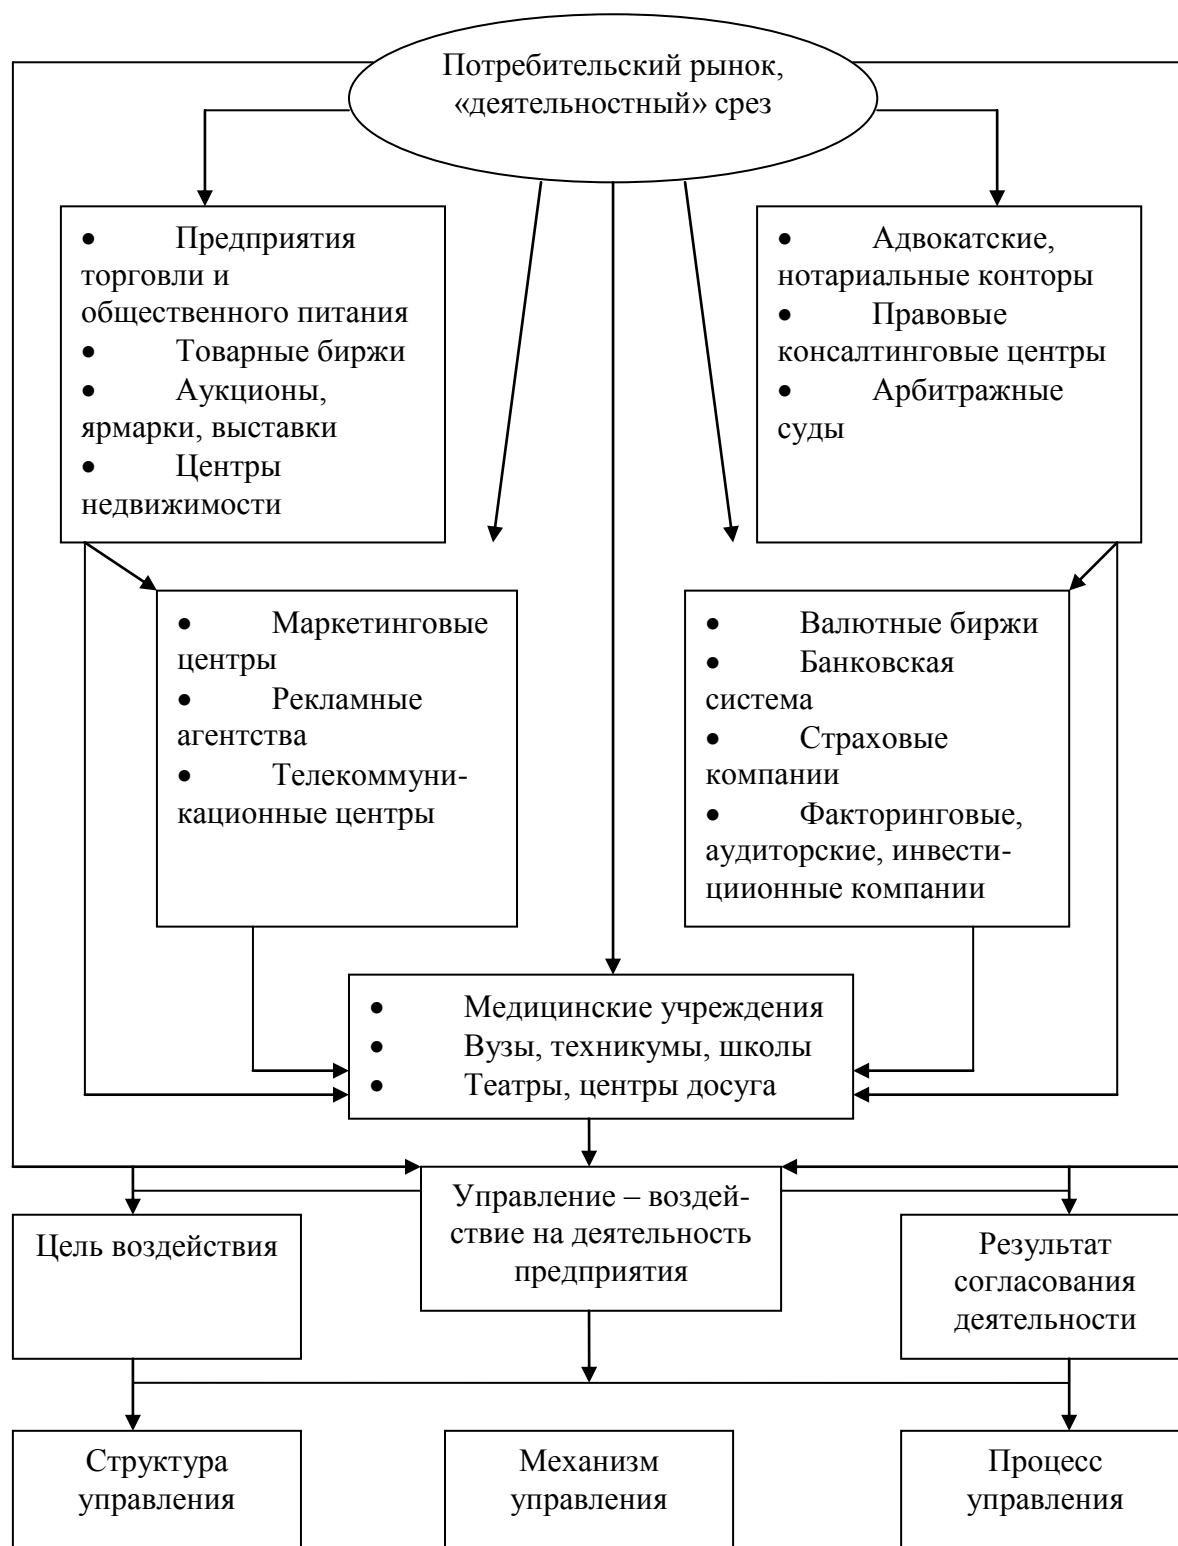 Потребительский рынок,
«деятельностный» срез
• Предприятия
торговли и
общественного питания
• Товарные биржи
• Аукционы,
ярмарки, выставки
• Центры
недвижимости
• Адвокатские,
нотариальные конторы
• Правовые
консалтинговые центры
• Арбитражные
суды
• Маркетинговые
центры
• Рекламные
агентства
• Телекоммуни-
кационные центры
• Валютные биржи
• Банковская
система
• Страховые
компании
• Факторинговые,
аудиторские, инвести-
циионные компании
• Медицинские учреждения
• Вузы, техникумы, школы
• Театры, центры досуга
Управление – воздей-
ствие на деятельность
предприятия
Цель воздействия
Результат
согласования
деятельности
Структура
управления
Механизм
управления
Процесс
управления